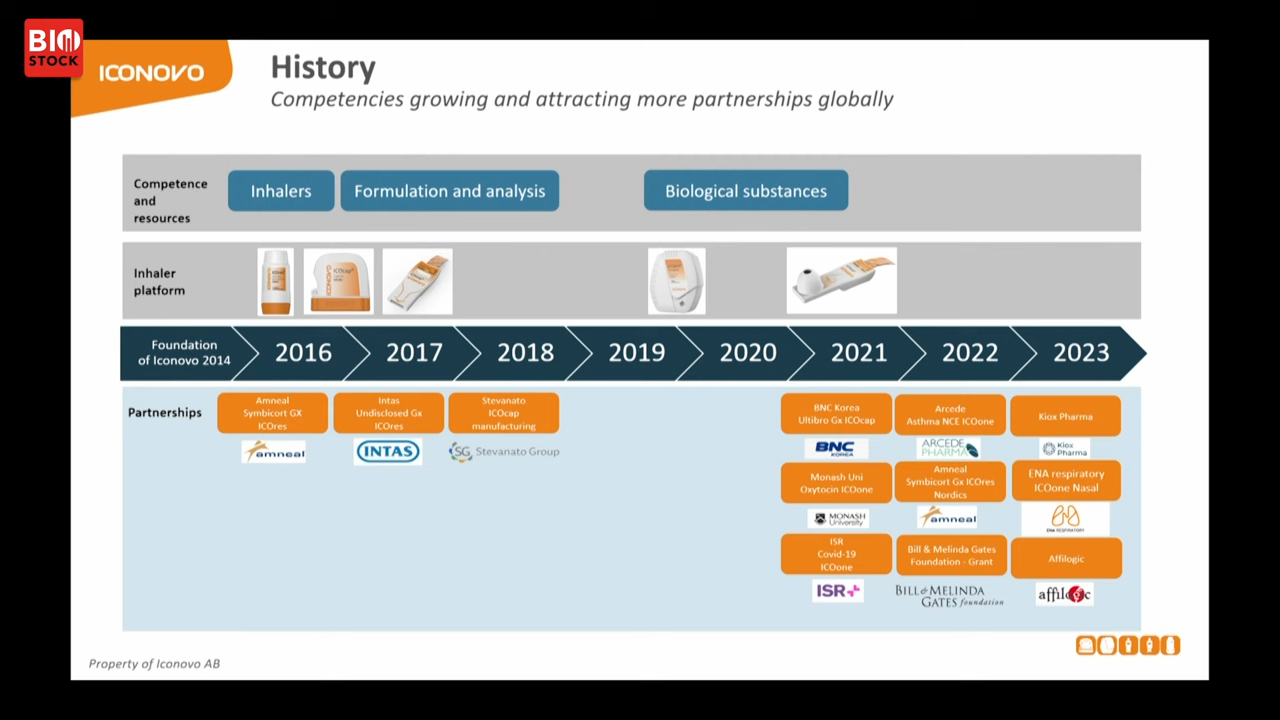 BIO
STOCK
ICONOVO
History
Competencies growing and attracting more partnerships globally
Competence
and
resources
Inhalers
Formulation and analysis
Biological substances
Inhaler
platform
Foundation
of Iconovo 2014
2016
2017
2018
2019
2020
2021
2022
2023
Partnerships
Amneal
Symbicort GX
ICOres
amneal
Intas
Undisclosed Gx
ICOres
INTAS
Stevanato
ICOcap
manufacturing
SG Stevanato Group
BNC Korea
Ultibro Gx ICOcap
BNC
KOREA
Arcede
Asthma NCE ICOone
ARCEDE
PHARMA
Kiox Pharma
Kiox
Pharma
Monash Uni
Oxytocin ICOone
MONASH
University
Amneal
Symbicort Gx ICOres
Nordics
amneal
ENA respiratory
ICOone Nasal
ENA RESPIRATORY
ISR
Covid-19
ICOone
ISR
Bill & Melinda Gates
Foundation - Grant
BILL & MELINDA
GATES foundation
Affilogic
affilogic
Property of Iconovo AB